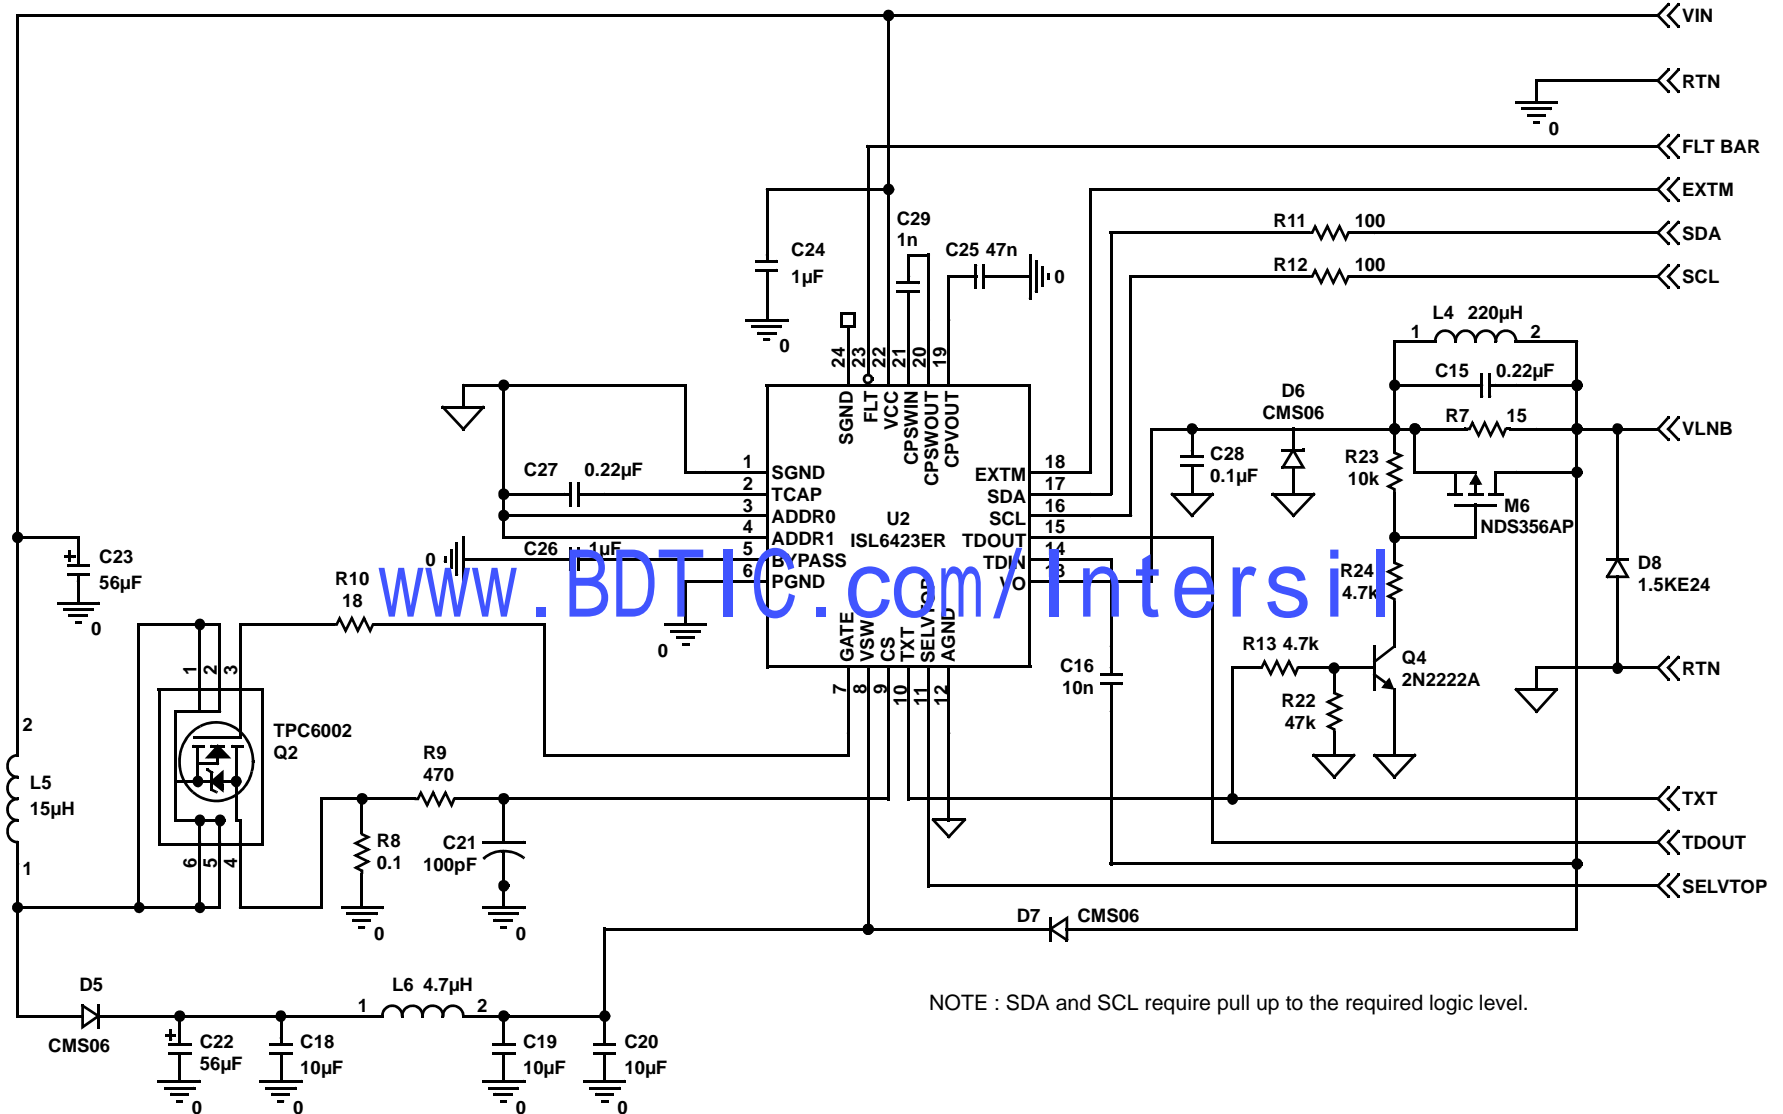 VIN
RTN
0
FLT BAR
EXTM
R11 100
SDA
R12 100
SCL
C24
1µF
0
C29
1n
C25 47n
0
L4 220µH
1 2
C15 0.22µF
D6
CMS06
R7 15
VLNB
24 23 22 21 20 19
SGND FLT VCC CPSWIN CPSWOUT CPVOUT
C28
0.1µF
R23
10k
M6
NDS356AP
C27 0.22µF
1 SGND
2 TCAP
3 ADDR0
4 ADDR1
5 BYPASS
6 PGND
U2
ISL6423ER
EXTM 18
SDA 17
SCL 16
TDOUT 15
TDIN 14
VO 13
C26 1µF
0
0
www.BDTIC.com/Intersil
GATE VSW CS TXT SELVTOP AGND
7 8 9 10 11 12
R24
4.7k
D8
1.5KE24
C23
56µF
0
R10
18
1 2 3
TPC6002
Q2
6 5 4
R13 4.7k
Q4
2N2222A
R22
47k
RTN
C16
10n
2
L5
15µH
1
R9
470
R8
0.1
0
C21
100pF
0
TXT
TDOUT
SELVTOP
D7 CMS06
D5
CMS06
L6 4.7µH
1 2
C22
56µF
0
C18
10µF
0
C19
10µF
0
C20
10µF
0
NOTE : SDA and SCL require pull up to the required logic level.